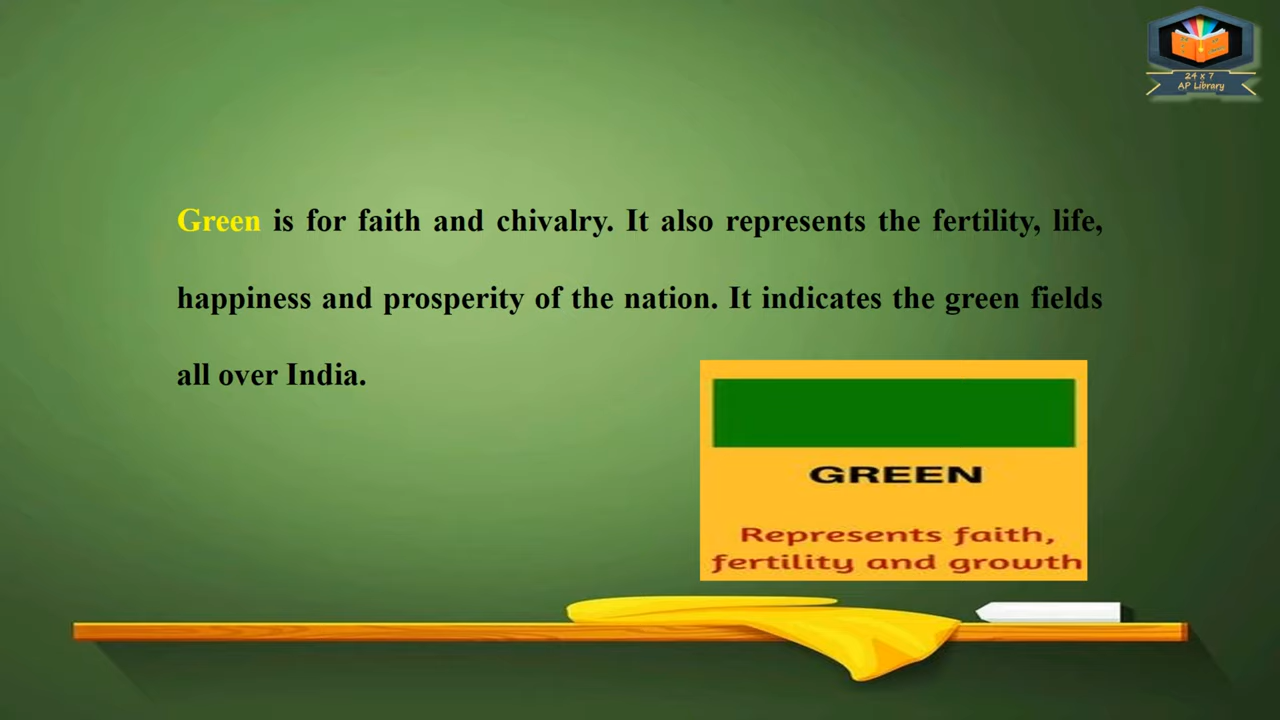 24 x 7
AP Library
Green is for faith and chivalry. It also represents the fertility, life,
happiness and prosperity of the nation. It indicates the green fields
all over India.
GREEN
Represents faith,
fertility and growth